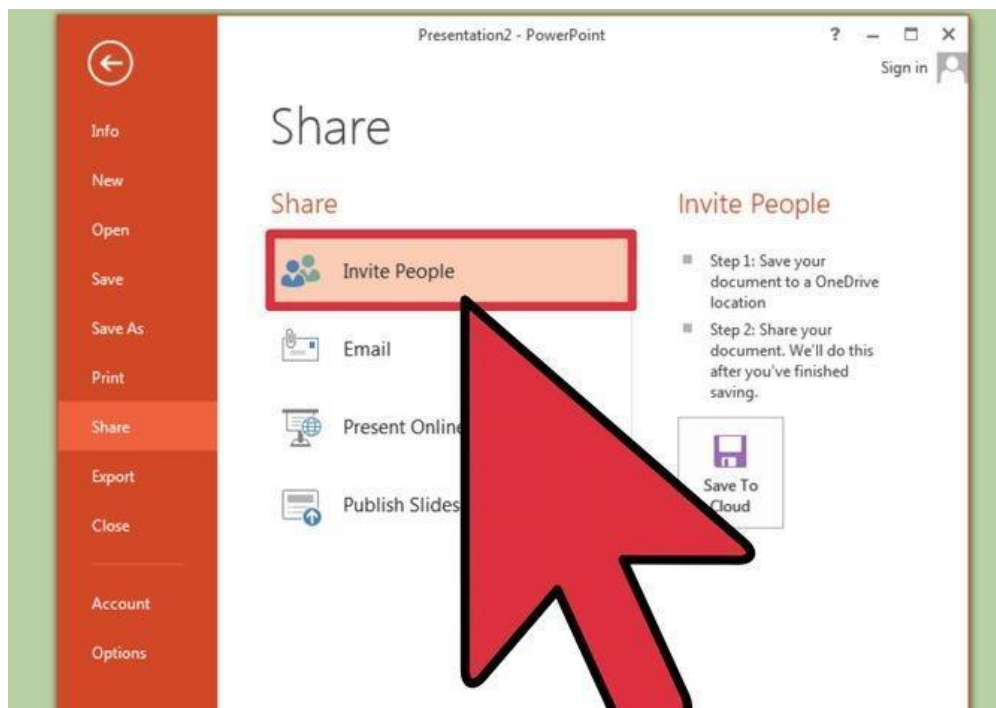 Presentation2 - PowerPoint
?
Sign in
Info
New
Open
Save
Save As
Print
Share
Export
Close
Account
Options
Share
Share
Invite People
Email
Present Online
Publish Slides
Invite People
Step 1: Save your
document to a OneDrive
location
Step 2: Share your
document. We'll do this
after you've finished
saving.
Save To
Cloud